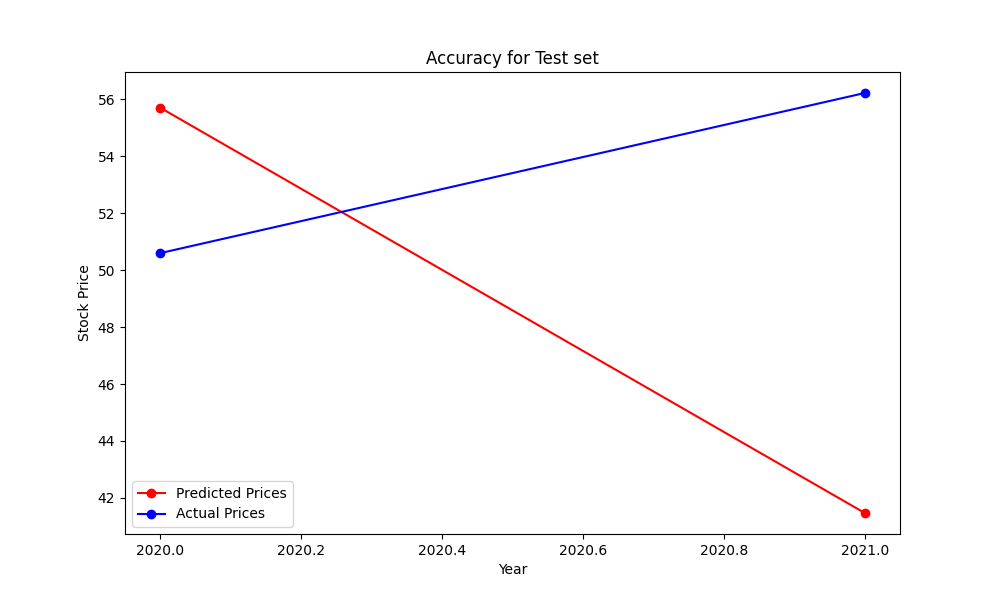 Accuracy for Test set
56
54
52
50
48
46
44
42
Stock Price
Predicted Prices
Actual Prices
2020.0 2020.2 2020.4 2020.6 2020.8 2021.0
Year